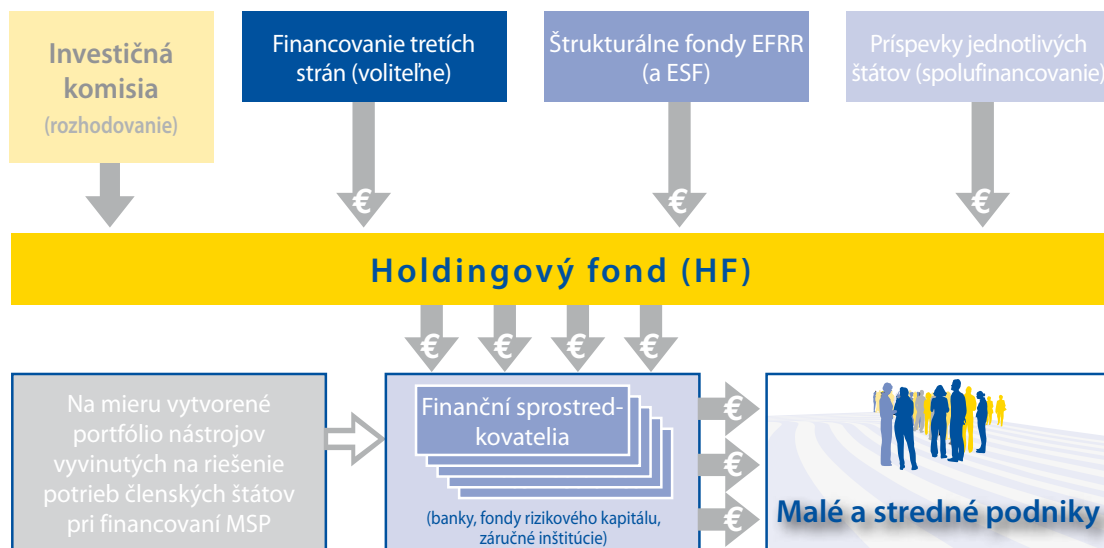 Investičná
komisia
(rozhodovanie)
Financovanie tretích
strán (voliteľne)
Štrukturálne fondy EFRR
(a ESF)
Príspevky jednotlivých
štátov (spolufinancovanie)
€
€
€
Holdingový fond (HF)
€
€
€
€
Na mieru vytvorené
portfólio nástrojov
vyvinutých na riešenie
potrieb členských štátov
pri financovaní MSP
Finanční sprostred-
kovatelia
(banky, fondy rizikového kapitálu,
záručné inštitúcie)
€
€
€
Malé a stredné podniky